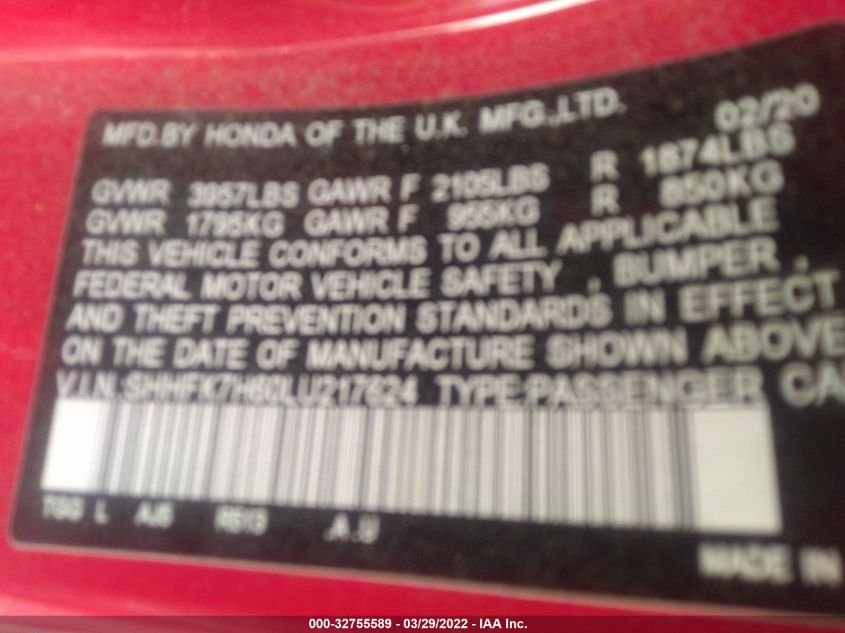 MFD.BY HONDA OF THE U.K. MFG.,LTD. 02/20
GVWR 3957LBS GAWR F 2105LBS R 1874LBS
GVWR 1795KG GAWR F 955KG R 850KG
THIS VEHICLE CONFORMS TO ALL APPLICABLE
FEDERAL MOTOR VEHICLE SAFETY , BUMPER ,
AND THEFT PREVENTION STANDARDS IN EFFECT
ON THE DATE OF MANUFACTURE SHOWN ABOVE
V.I.N. SHHFK7H60LU217624 TYPE:PASSENGER CA
L R513 .A .U
MADE IN
000-32755589 - 03/29/2022 - IAA Inc.